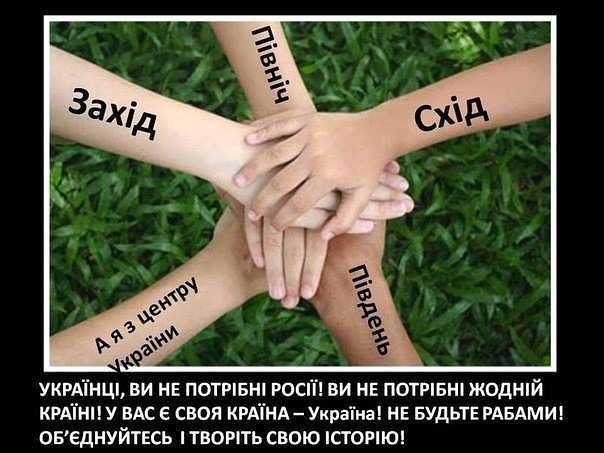 Північ
Захід
Схід
А я з центру
України
Південь
УКРАЇНЦІ, ВИ НЕ ПОТРІБНІ РОСІЇ! ВИ НЕ ПОТРІБНІ ЖОДНІЙ
КРАЇНІ! У ВАС Є СВОЯ КРАЇНА – Україна! НЕ БУДЬТЕ РАБАМИ!
ОБ’ЄДНУЙТЕСЬ І ТВОРІТЬ СВОЮ ІСТОРІЮ!